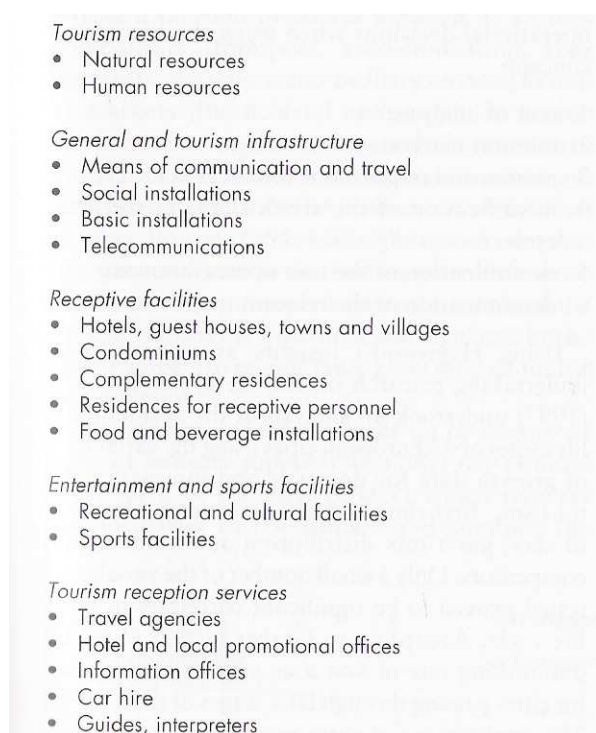 Tourism resources
• Natural resources
• Human resources
General and tourism infrastructure
• Means of communication and travel
• Social installations
• Basic installations
• Telecommunications
Receptive facilities
• Hotels, guest houses, towns and villages
• Condominiums
• Complementary residences
• Residences for receptive personnel
• Food and beverage installations
Entertainment and sports facilities
• Recreational and cultural facilities
• Sports facilities
Tourism reception services
• Travel agencies
• Hotel and local promotional offices
• Information offices
• Car hire
• Guides, interpreters